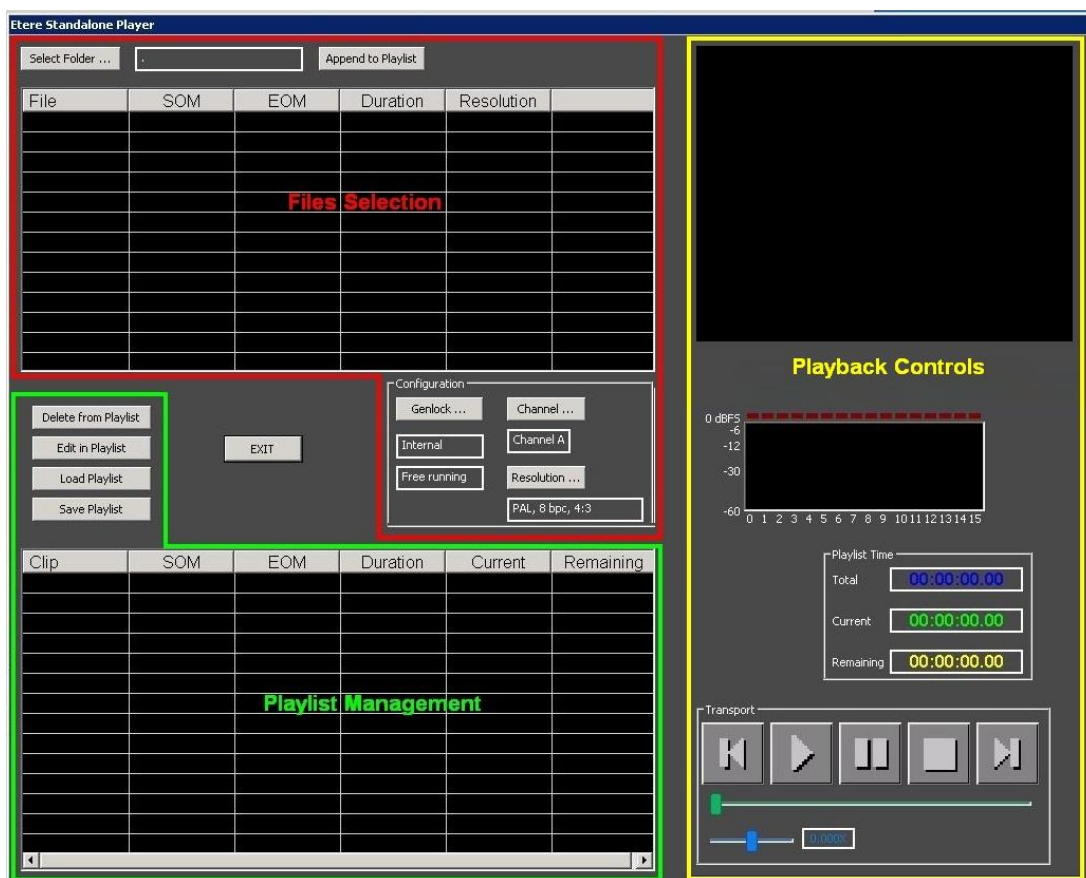 Etere Standalone Player
Select Folder ...
.
Append to Playlist
File SOM EOM Duration Resolution
Files Selection
Configuration
Genlock ... Channel ...
Internal Channel A
Free running Resolution ...
PAL, 8 bpc, 4:3
Delete from Playlist
Edit in Playlist
Load Playlist
Save Playlist
EXIT
Clip SOM EOM Duration Current Remaining
Playlist Management
Playback Controls
0 dBFS
-6
-12
-30
-60
0 1 2 3 4 5 6 7 8 9 10 11 12 13 14 15
Playlist Time
Total 00:00:00.00
Current 00:00:00.00
Remaining 00:00:00.00
Transport
0.000X